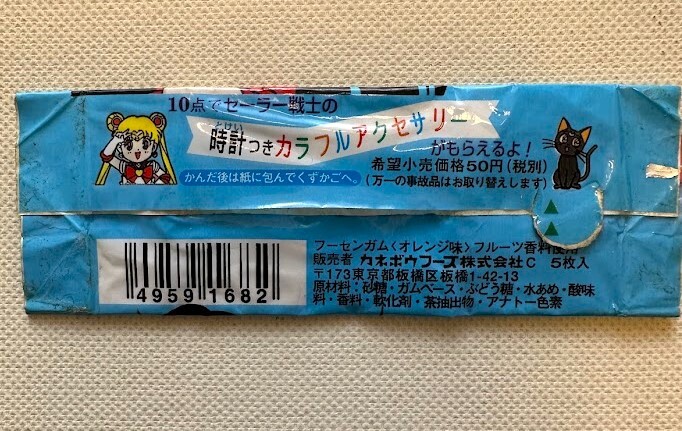 10点でセーラー戦士の
とけい
時計つきカラフルアクセサリー
がもらえるよ!
希望小売価格50円(税別)
かんだ後は紙に包んでくずかごへ。
(万一の事故品はお取り替えします)
フーセンガム<オレンジ味>フルーツ香料使用
販売者 カネボウフーズ株式会社C 5枚入
〒173東京都板橋区板橋1-42-13
原材料:砂糖・ガムベース・ぶどう糖・水あめ・酸味
料・香料・軟化剤・茶抽出物・アナトー色素
4959 1682